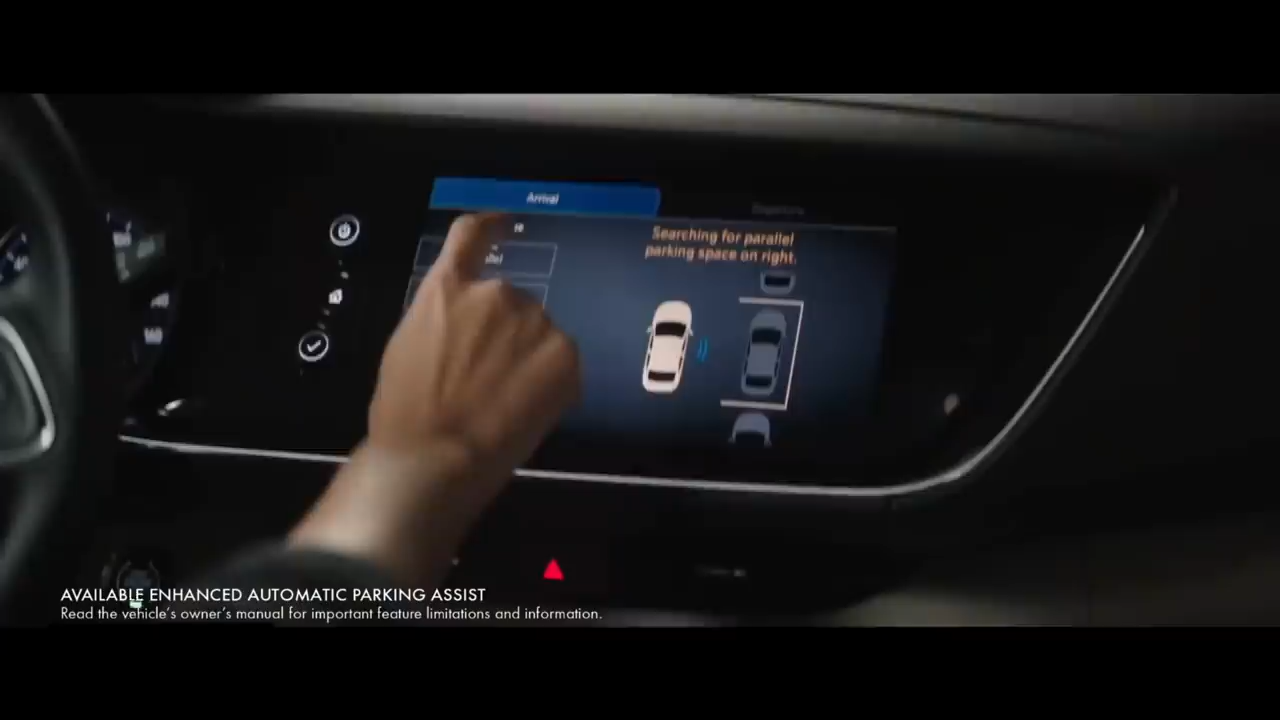 Arrival
Searching for parallel
parking space on right.
AVAILABLE ENHANCED AUTOMATIC PARKING ASSIST
Read the vehicle's owner's manual for important feature limitations and information.